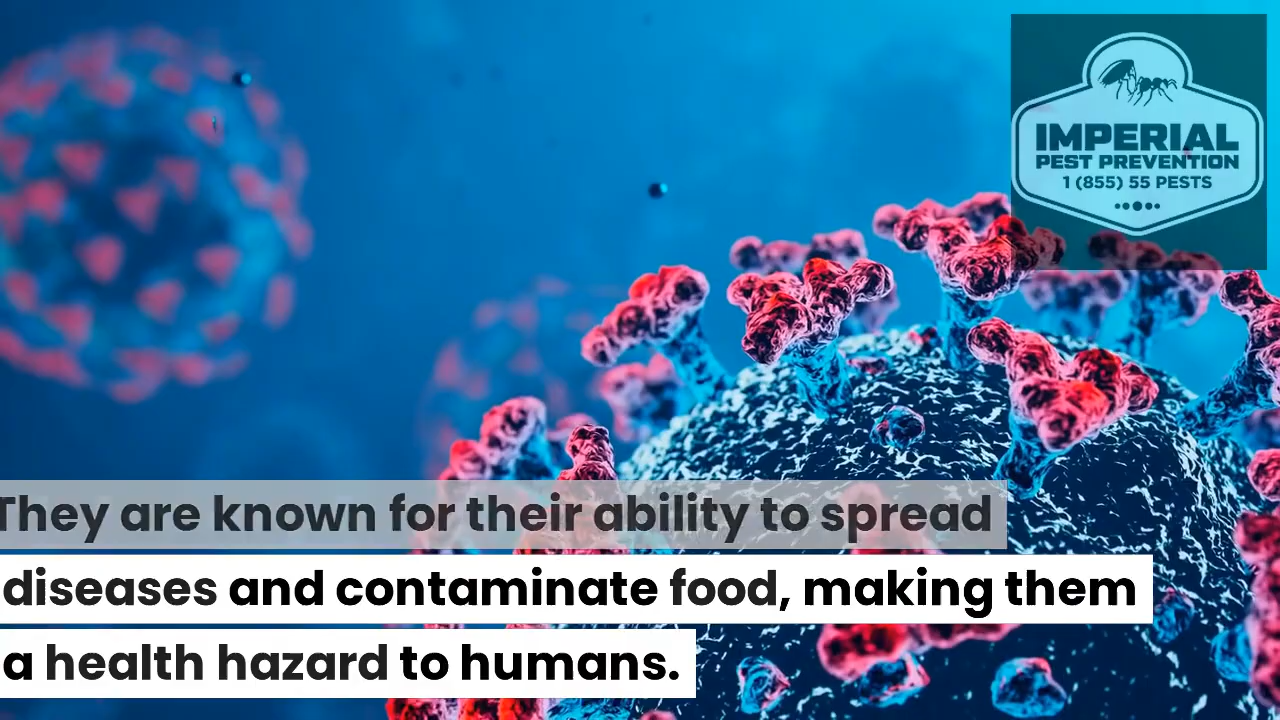 IMPERIAL
PEST PREVENTION
1 (855) 55 PESTS
They are known for their ability to spread
diseases and contaminate food, making them
a health hazard to humans.